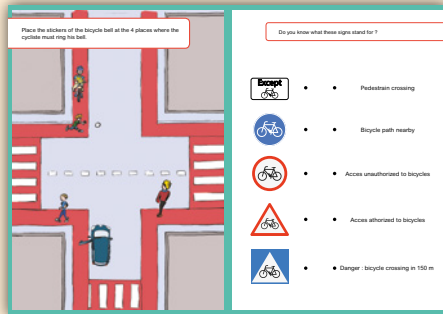 Place the stickers of the bicycle bell at the 4 places where the
cycliste must ring his bell.
Do you know what these signs stand for ?
Except
Pedestrain crossing
Bicycle path nearby
Acces unauthorized to bicycles
Acces athorized to bicycles
Danger : bicycle crossing in 150 m